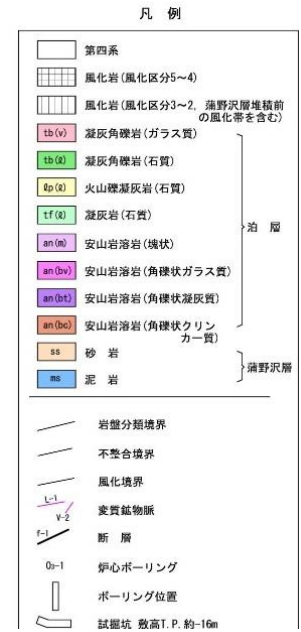 凡 例
第四系
風化岩(風化区分5~4)
風化岩(風化区分3~2, 蒲野沢層堆積前
の風化帯を含む)
tb(v) 凝灰角礫岩(ガラス質)
tb(ℓ) 凝灰角礫岩(石質)
ℓp(ℓ) 火山礫凝灰岩(石質)
tf(ℓ) 凝灰岩(石質)
an(m) 安山岩溶岩(塊状)
an(bv) 安山岩溶岩(角礫状ガラス質)
an(bt) 安山岩溶岩(角礫状凝灰質)
an(bc) 安山岩溶岩(角礫状クリン
カー質)
泊 層
ss 砂 岩
ms 泥 岩
蒲野沢層
岩盤分類境界
不整合境界
風化境界
L-1
V-2 変質鉱物脈
f-1 断 層
O₃-1 炉心ボーリング
ボーリング位置
試掘坑 敷高T.P.約-16m